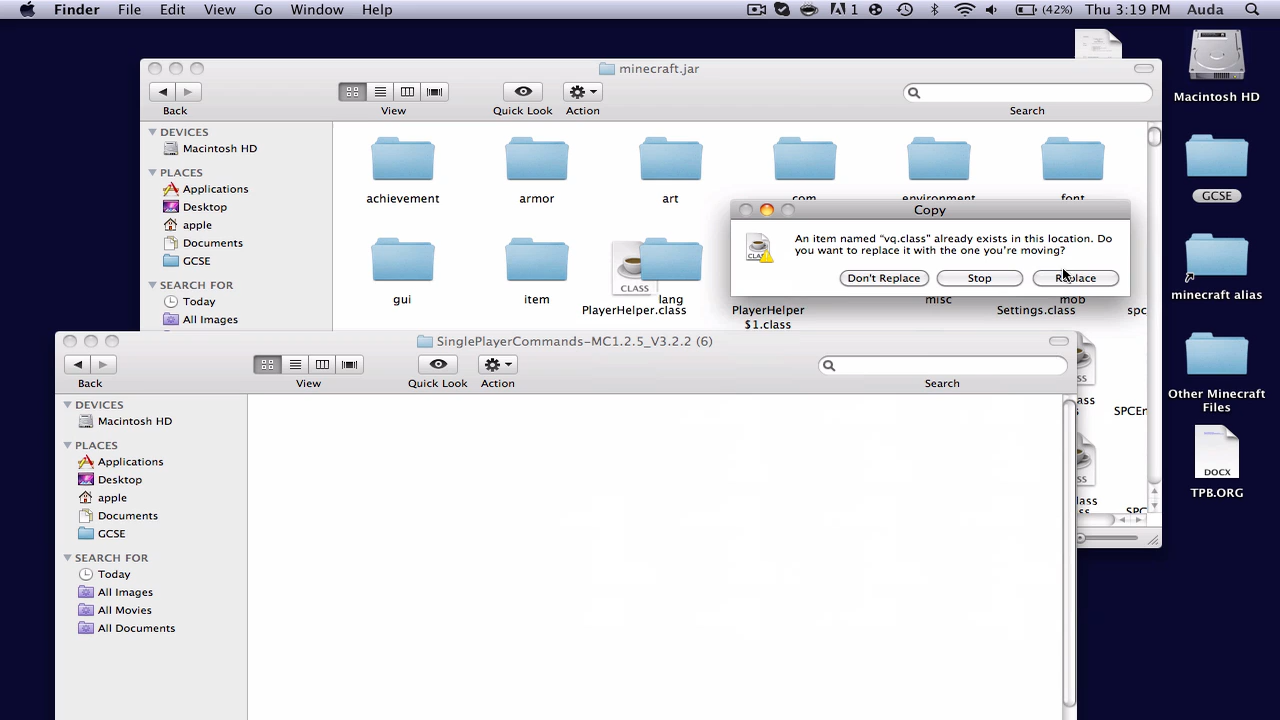 Finder File Edit View Go Window Help 1 (42%) Thu 3:19 PM Auda
minecraft.jar
Back View Quick Look Action Search
DEVICES
Macintosh HD
PLACES
Applications
Desktop
apple
Documents
GCSE
SEARCH FOR
Today
All Images
achievement armor art com environment font
gui item lang misc mob
CLASS
PlayerHelper.class PlayerHelper
$1.class
Settings.class spc
Copy
An item named “vq.class” already exists in this location. Do
you want to replace it with the one you’re moving?
Don't Replace Stop Replace
SinglePlayerCommands-MC1.2.5_V3.2.2 (6)
Back View Quick Look Action Search
DEVICES
Macintosh HD
PLACES
Applications
Desktop
apple
Documents
GCSE
SEARCH FOR
Today
All Images
All Movies
All Documents
Macintosh HD
GCSE
minecraft alias
Other Minecraft
Files
DOCX
TPB.ORG